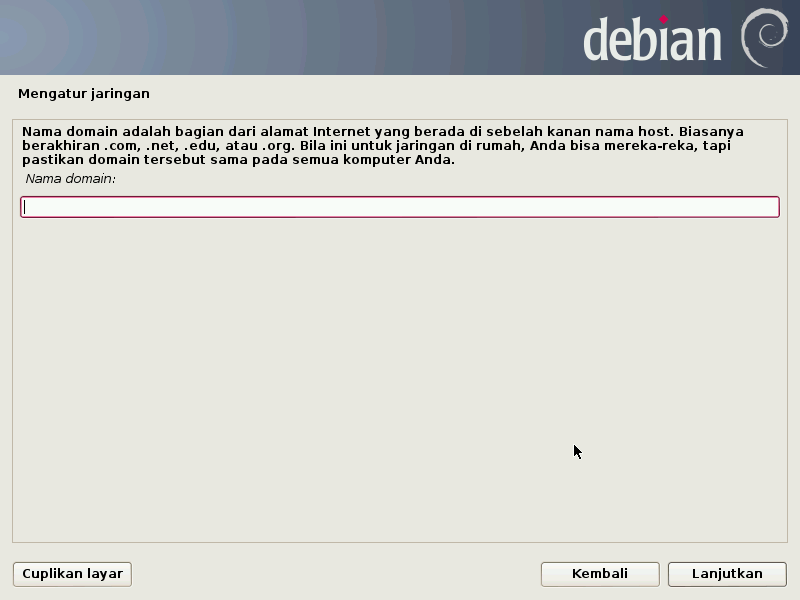 debian
Mengatur jaringan
Nama domain adalah bagian dari alamat Internet yang berada di sebelah kanan nama host. Biasanya
berakhiran .com, .net, .edu, atau .org. Bila ini untuk jaringan di rumah, Anda bisa mereka-reka, tapi
pastikan domain tersebut sama pada semua komputer Anda.
Nama domain:
Cuplikan layar
Kembali
Lanjutkan